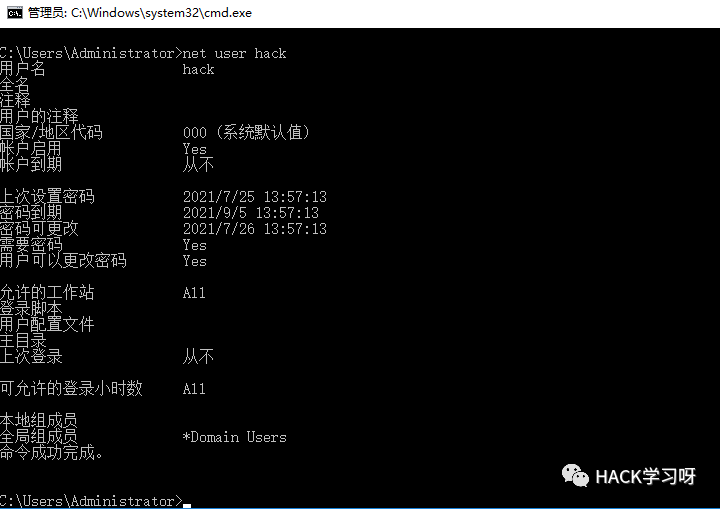 管理员: C:\Windows\system32\cmd.exe
C:\Users\Administrator>net user hack
用户名 hack
全名
注释
用户的注释
国家/地区代码 000 (系统默认值)
帐户启用 Yes
帐户到期 从不
上次设置密码 2021/7/25 13:57:13
密码到期 2021/9/5 13:57:13
密码可更改 2021/7/26 13:57:13
需要密码 Yes
用户可以更改密码 Yes
允许的工作站 All
登录脚本
用户配置文件
主目录
上次登录 从不
可允许的登录小时数 All
本地组成员
全局组成员 *Domain Users
命令成功完成。
HACK学习呀
C:\Users\Administrator>